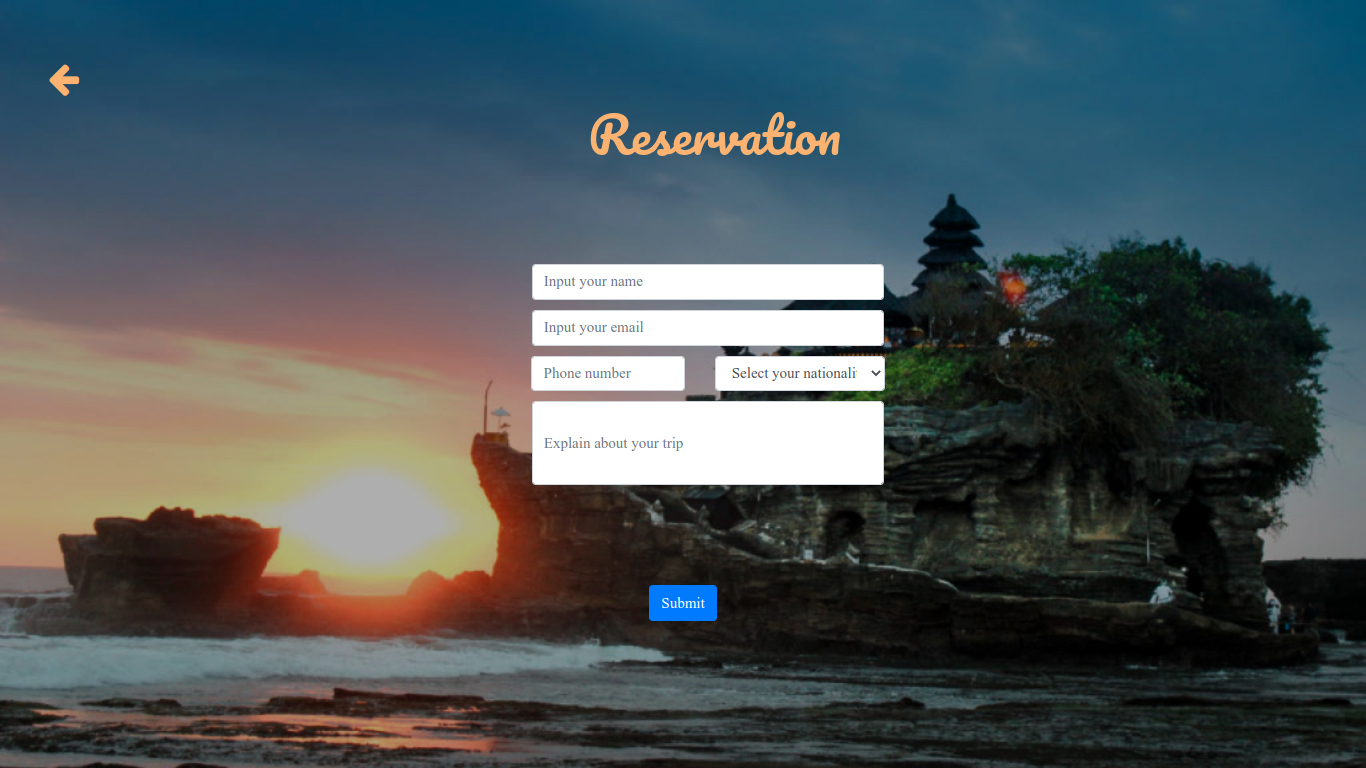 Reservation
Input your name
Input your email
Phone number
Select your nationali
Explain about your trip
Submit